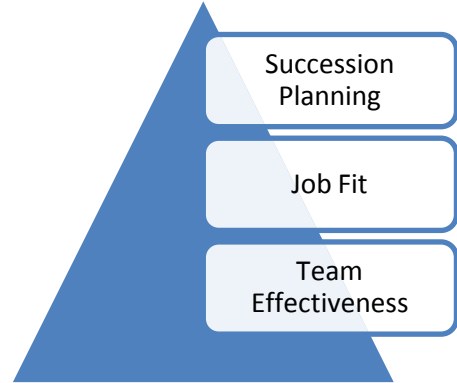 Succession
Planning
Job Fit
Team
Effectiveness